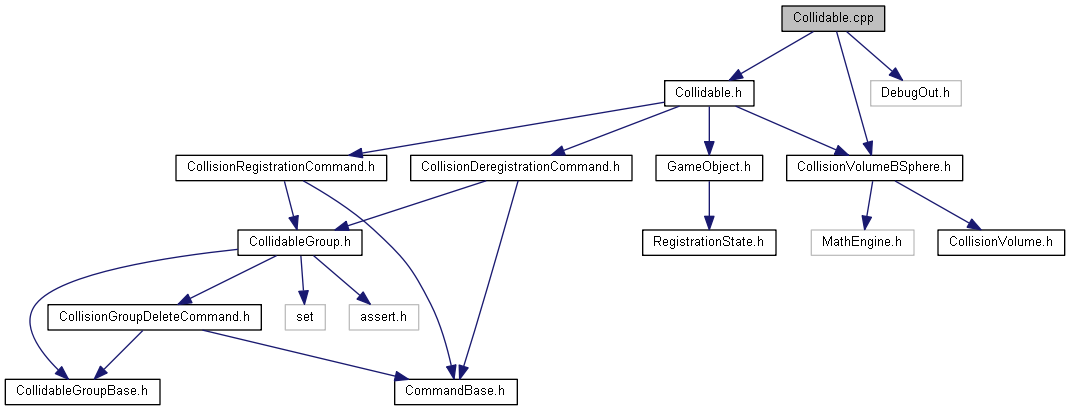 Collidable.cpp
Collidable.h
DebugOut.h
CollisionRegistrationCommand.h
CollisionDeregistrationCommand.h
GameObject.h
CollisionVolumeBSphere.h
CollidableGroup.h
RegistrationState.h
MathEngine.h
CollisionVolume.h
CollisionGroupDeleteCommand.h
set
assert.h
CollidableGroupBase.h
CommandBase.h